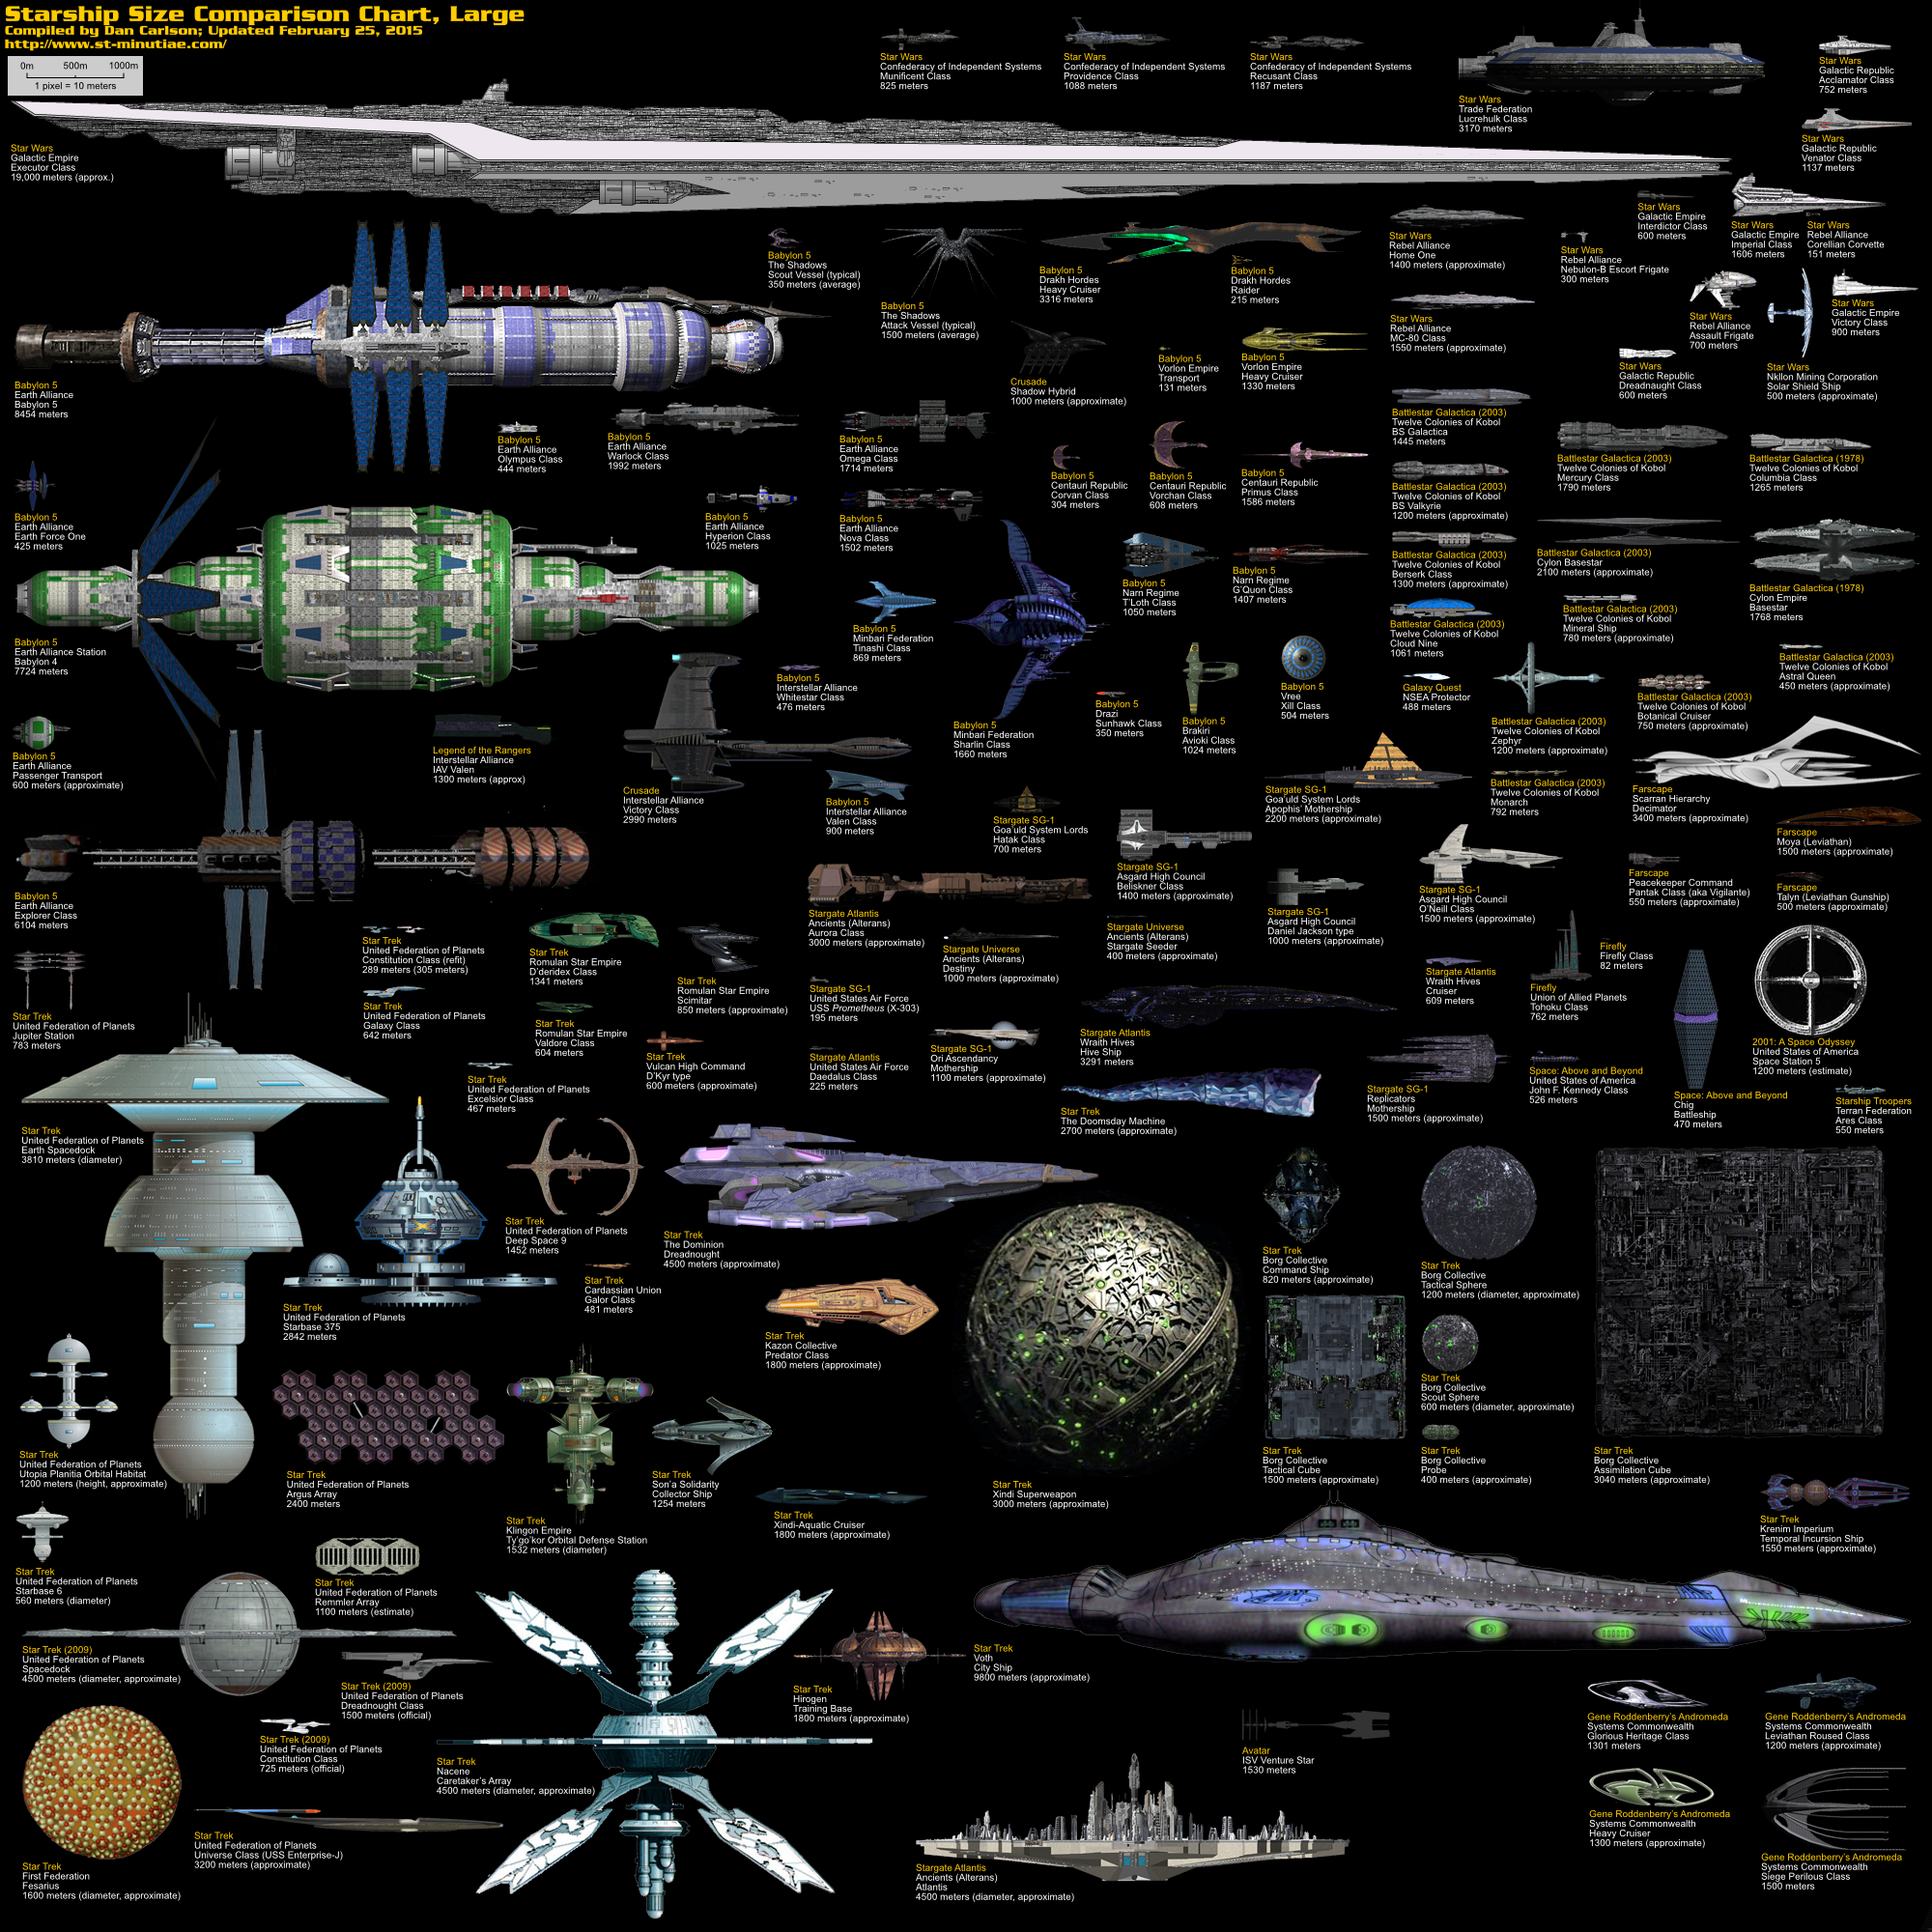 Starship Size Comparison Chart, Large
Compiled by Dan Carlson; Updated February 25, 2015
http://www.st-minutiae.com/
0m 500m 1000m
1 pixel = 10 meters
Star Wars
Confederacy of Independent Systems
Munificent Class
825 meters
Star Wars
Confederacy of Independent Systems
Providence Class
1088 meters
Star Wars
Confederacy of Independent Systems
Recusant Class
1187 meters
Star Wars
Trade Federation
Lucrehulk Class
3170 meters
Star Wars
Galactic Republic
Acclamator Class
752 meters
Star Wars
Galactic Republic
Venator Class
1137 meters
Star Wars
Galactic Empire
Executor Class
19,000 meters (approx.)
Star Wars
Galactic Empire
Interdictor Class
600 meters
Star Wars
Galactic Empire
Imperial Class
1606 meters
Star Wars
Rebel Alliance
Corellian Corvette
151 meters
Babylon 5
The Shadows
Scout Vessel (typical)
350 meters (average)
Babylon 5
The Shadows
Attack Vessel (typical)
1500 meters (average)
Babylon 5
Drakh Hordes
Heavy Cruiser
3316 meters
Babylon 5
Drakh Hordes
Raider
215 meters
Star Wars
Rebel Alliance
Home One
1400 meters (approximate)
Star Wars
Rebel Alliance
Nebulon-B Escort Frigate
300 meters
Star Wars
Rebel Alliance
MC-80 Class
1550 meters (approximate)
Star Wars
Rebel Alliance
Assault Frigate
700 meters
Star Wars
Galactic Empire
Victory Class
900 meters
Star Wars
Galactic Republic
Dreadnaught Class
600 meters
Star Wars
Nkllon Mining Corporation
Solar Shield Ship
500 meters (approximate)
Babylon 5
Earth Alliance
Babylon 5
8454 meters
Crusade
Shadow Hybrid
1000 meters (approximate)
Babylon 5
Vorlon Empire
Transport
131 meters
Babylon 5
Vorlon Empire
Heavy Cruiser
1330 meters
Babylon 5
Earth Alliance
Olympus Class
444 meters
Babylon 5
Earth Alliance
Warlock Class
1992 meters
Babylon 5
Earth Alliance
Omega Class
1714 meters
Babylon 5
Centauri Republic
Corvan Class
304 meters
Babylon 5
Centauri Republic
Vorchan Class
608 meters
Babylon 5
Centauri Republic
Primus Class
1586 meters
Battlestar Galactica (2003)
Twelve Colonies of Kobol
BS Galactica
1445 meters
Battlestar Galactica (2003)
Twelve Colonies of Kobol
Mercury Class
1790 meters
Battlestar Galactica (1978)
Twelve Colonies of Kobol
Columbia Class
1265 meters
Battlestar Galactica (2003)
Twelve Colonies of Kobol
BS Valkyrie
1200 meters (approximate)
Babylon 5
Earth Alliance
Earth Force One
425 meters
Babylon 5
Earth Alliance
Hyperion Class
1025 meters
Babylon 5
Earth Alliance
Nova Class
1502 meters
Babylon 5
Narn Regime
T'Loth Class
1050 meters
Babylon 5
Narn Regime
G'Quon Class
1407 meters
Battlestar Galactica (2003)
Twelve Colonies of Kobol
Berserk Class
1300 meters (approximate)
Battlestar Galactica (2003)
Cylon Basestar
2100 meters (approximate)
Battlestar Galactica (1978)
Cylon Empire
Basestar
1768 meters
Babylon 5
Earth Alliance Station
Babylon 4
7724 meters
Babylon 5
Minbari Federation
Tinashi Class
869 meters
Battlestar Galactica (2003)
Twelve Colonies of Kobol
Cloud Nine
1061 meters
Battlestar Galactica (2003)
Twelve Colonies of Kobol
Mineral Ship
780 meters (approximate)
Battlestar Galactica (2003)
Twelve Colonies of Kobol
Astral Queen
450 meters (approximate)
Babylon 5
Interstellar Alliance
Whitestar Class
476 meters
Babylon 5
Minbari Federation
Sharlin Class
1660 meters
Babylon 5
Drazi
Sunhawk Class
350 meters
Babylon 5
Brakiri
Avioki Class
1024 meters
Babylon 5
Vree
Xill Class
504 meters
Galaxy Quest
NSEA Protector
488 meters
Battlestar Galactica (2003)
Twelve Colonies of Kobol
Zephyr
1200 meters (approximate)
Battlestar Galactica (2003)
Twelve Colonies of Kobol
Botanical Cruiser
750 meters (approximate)
Babylon 5
Earth Alliance
Passenger Transport
600 meters (approximate)
Legend of the Rangers
Interstellar Alliance
IAV Valen
1300 meters (approx)
Crusade
Interstellar Alliance
Victory Class
2990 meters
Babylon 5
Interstellar Alliance
Valen Class
900 meters
Stargate SG-1
Goa'uld System Lords
Hatak Class
700 meters
Stargate SG-1
Goa'uld System Lords
Apophis' Mothership
2200 meters (approximate)
Battlestar Galactica (2003)
Twelve Colonies of Kobol
Monarch
792 meters
Farscape
Scarran Hierarchy
Decimator
3400 meters (approximate)
Farscape
Moya (Leviathan)
1500 meters (approximate)
Babylon 5
Earth Alliance
Explorer Class
6104 meters
Stargate Atlantis
Ancients (Alterans)
Aurora Class
3000 meters (approximate)
Stargate SG-1
Asgard High Council
Beliskner Class
1400 meters (approximate)
Stargate SG-1
Asgard High Council
Daniel Jackson type
1000 meters (approximate)
Stargate SG-1
Asgard High Council
O'Neill Class
1500 meters (approximate)
Farscape
Peacekeeper Command
Pantak Class (aka Vigilante)
550 meters (approximate)
Farscape
Talyn (Leviathan Gunship)
500 meters (approximate)
Star Trek
United Federation of Planets
Constitution Class (refit)
289 meters (305 meters)
Star Trek
Romulan Star Empire
D'deridex Class
1341 meters
Star Trek
Romulan Star Empire
Scimitar
850 meters (approximate)
Stargate Universe
Ancients (Alterans)
Destiny
1000 meters (approximate)
Stargate Universe
Ancients (Alterans)
Stargate Seeder
400 meters (approximate)
Stargate Atlantis
Wraith Hives
Cruiser
609 meters
Firefly
Firefly Class
82 meters
Firefly
Union of Allied Planets
Tohoku Class
762 meters
Star Trek
United Federation of Planets
Jupiter Station
783 meters
Star Trek
United Federation of Planets
Galaxy Class
642 meters
Star Trek
Romulan Star Empire
Valdore Class
604 meters
Stargate SG-1
United States Air Force
USS Prometheus (X-303)
195 meters
Star Trek
Vulcan High Command
D'Kyr type
600 meters (approximate)
Stargate Atlantis
United States Air Force
Daedalus Class
225 meters
Stargate SG-1
Ori Ascendancy
Mothership
1100 meters (approximate)
Stargate Atlantis
Wraith Hives
Hive Ship
3291 meters
2001: A Space Odyssey
United States of America
Space Station 5
1200 meters (estimate)
Star Trek
United Federation of Planets
Excelsior Class
467 meters
Star Trek
The Doomsday Machine
2700 meters (approximate)
Stargate SG-1
Replicators
Mothership
1500 meters (approximate)
Space: Above and Beyond
United States of America
John F. Kennedy Class
526 meters
Space: Above and Beyond
Chig
Battleship
470 meters
Starship Troopers
Terran Federation
Ares Class
550 meters
Star Trek
United Federation of Planets
Earth Spacedock
3810 meters (diameter)
Star Trek
United Federation of Planets
Deep Space 9
1452 meters
Star Trek
The Dominion
Dreadnought
4500 meters (approximate)
Star Trek
Borg Collective
Command Ship
820 meters (approximate)
Star Trek
Borg Collective
Tactical Sphere
1200 meters (diameter, approximate)
Star Trek
United Federation of Planets
Starbase 375
2842 meters
Star Trek
Cardassian Union
Galor Class
481 meters
Star Trek
Kazon Collective
Predator Class
1800 meters (approximate)
Star Trek
Borg Collective
Scout Sphere
600 meters (diameter, approximate)
Star Trek
United Federation of Planets
Utopia Planitia Orbital Habitat
1200 meters (height, approximate)
Star Trek
United Federation of Planets
Argus Array
2400 meters
Star Trek
Son'a Solidarity
Collector Ship
1254 meters
Star Trek
Xindi Superweapon
3000 meters (approximate)
Star Trek
Borg Collective
Tactical Cube
1500 meters (approximate)
Star Trek
Borg Collective
Probe
400 meters (approximate)
Star Trek
Borg Collective
Assimilation Cube
3040 meters (approximate)
Star Trek
Klingon Empire
Ty'go'kor Orbital Defense Station
1532 meters (diameter)
Star Trek
Xindi-Aquatic Cruiser
1800 meters (approximate)
Star Trek
Krenim Imperium
Temporal Incursion Ship
1550 meters (approximate)
Star Trek
United Federation of Planets
Starbase 6
560 meters (diameter)
Star Trek
United Federation of Planets
Remmler Array
1100 meters (estimate)
Star Trek (2009)
United Federation of Planets
Spacedock
4500 meters (diameter, approximate)
Star Trek (2009)
United Federation of Planets
Dreadnought Class
1500 meters (official)
Star Trek
Hirogen
Training Base
1800 meters (approximate)
Star Trek
Voth
City Ship
9800 meters (approximate)
Star Trek (2009)
United Federation of Planets
Constitution Class
725 meters (official)
Star Trek
Nacene
Caretaker's Array
4500 meters (diameter, approximate)
Avatar
ISV Venture Star
1530 meters
Gene Roddenberry's Andromeda
Systems Commonwealth
Glorious Heritage Class
1301 meters
Gene Roddenberry's Andromeda
Systems Commonwealth
Leviathan Roused Class
1200 meters (approximate)
Star Trek
United Federation of Planets
Universe Class (USS Enterprise-J)
3200 meters (approximate)
Gene Roddenberry's Andromeda
Systems Commonwealth
Heavy Cruiser
1300 meters (approximate)
Star Trek
First Federation
Fesarius
1600 meters (diameter, approximate)
Stargate Atlantis
Ancients (Alterans)
Atlantis
4500 meters (diameter, approximate)
Gene Roddenberry's Andromeda
Systems Commonwealth
Siege Perilous Class
1500 meters